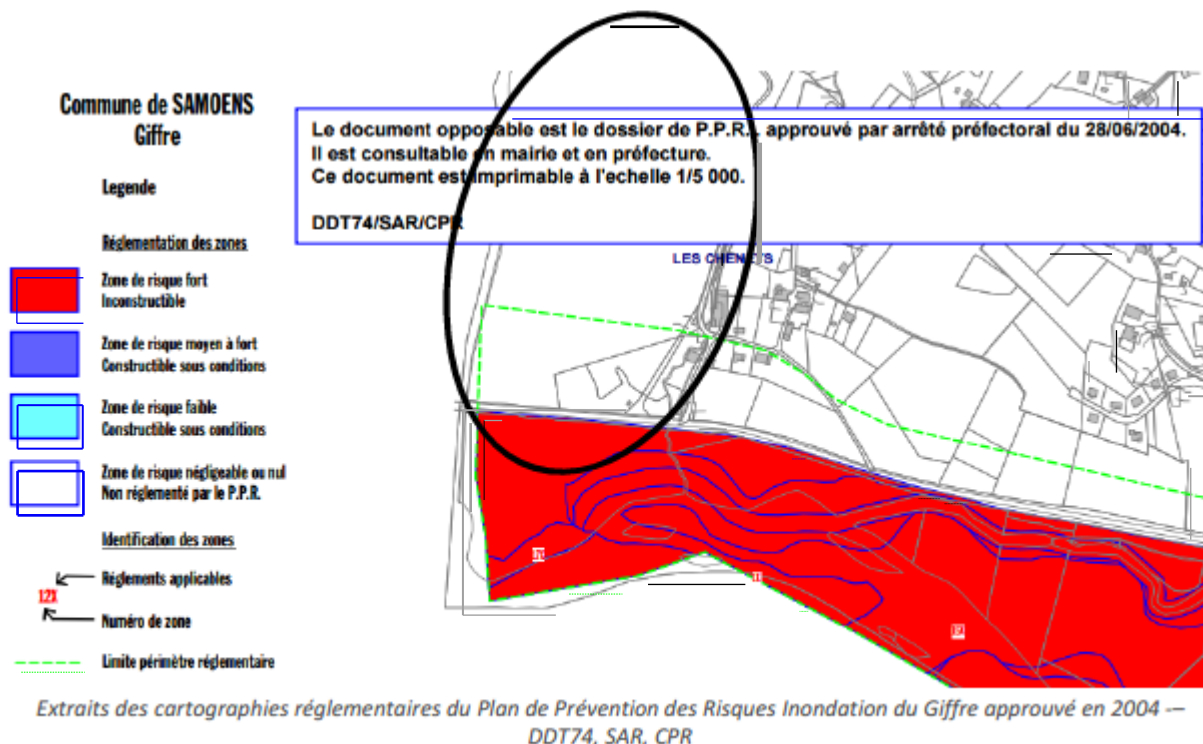 Commune de SAMOENS
Giffre
Legende
Réglementation des zones
Zone de risque fort
Inconstructible
Zone de risque moyen à fort
Constructible sous conditions
Zone de risque faible
Constructible sous conditions
Zone de risque négligeable ou nul
Non réglementé par le P.P.R.
Identification des zones
Réglements applicables
12X
Numéro de zone
Limite périmètre réglementaire
Le document opposable est le dossier de P.P.R., approuvé par arrêté préfectoral du 28/06/2004.
Il est consultable en mairie et en préfecture.
Ce document est imprimable à l'echelle 1/5 000.
DDT74/SAR/CPR
LES CHENETS
Extraits des cartographies réglementaires du Plan de Prévention des Risques Inondation du Giffre approuvé en 2004 -–
DDT74, SAR, CPR